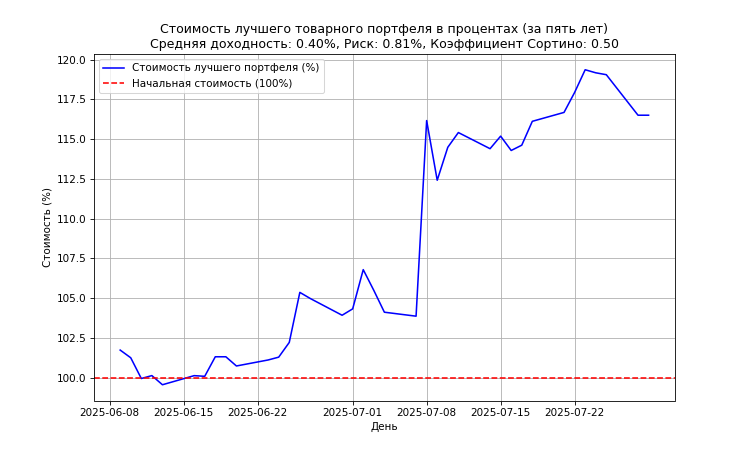 Стоимость лучшего товарного портфеля в процентах (за пять лет)
Средняя доходность: 0.40%, Риск: 0.81%, Коэффициент Сортино: 0.50
Стоимость лучшего портфеля (%)
Начальная стоимость (100%)
120.0
117.5
115.0
112.5
110.0
107.5
105.0
102.5
100.0
Стоимость (%)
2025-06-08
2025-06-15
2025-06-22
2025-07-01
2025-07-08
2025-07-15
2025-07-22
День